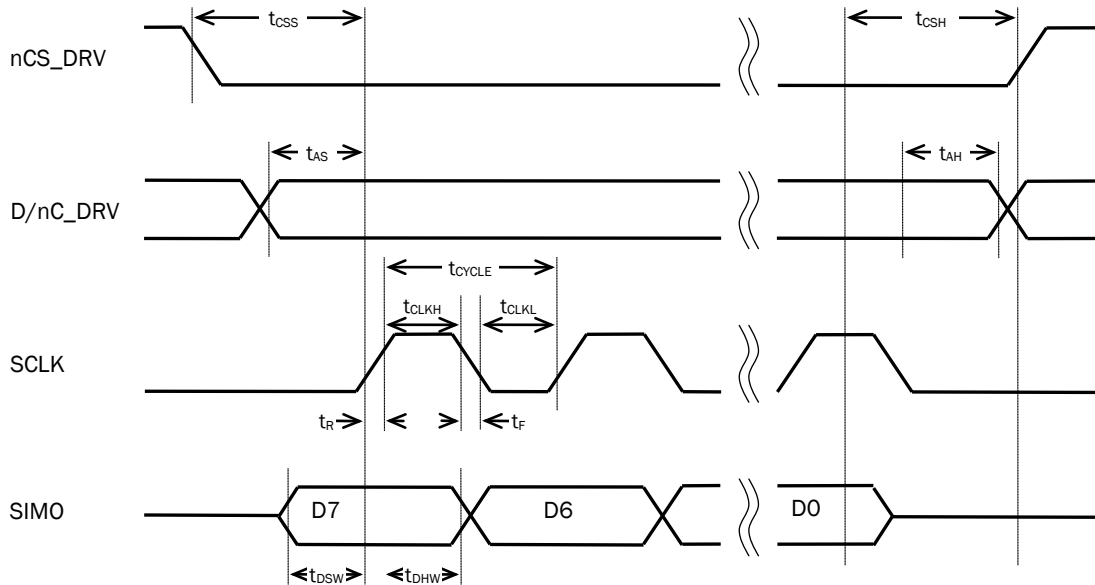 tCSS
tCSH
nCS_DRV
tAS
tAH
D/nC_DRV
tCYCLE
tCLKH
tCLKL
SCLK
tR
tF
SIMO
D7
D6
D0
tDSW
tDHW